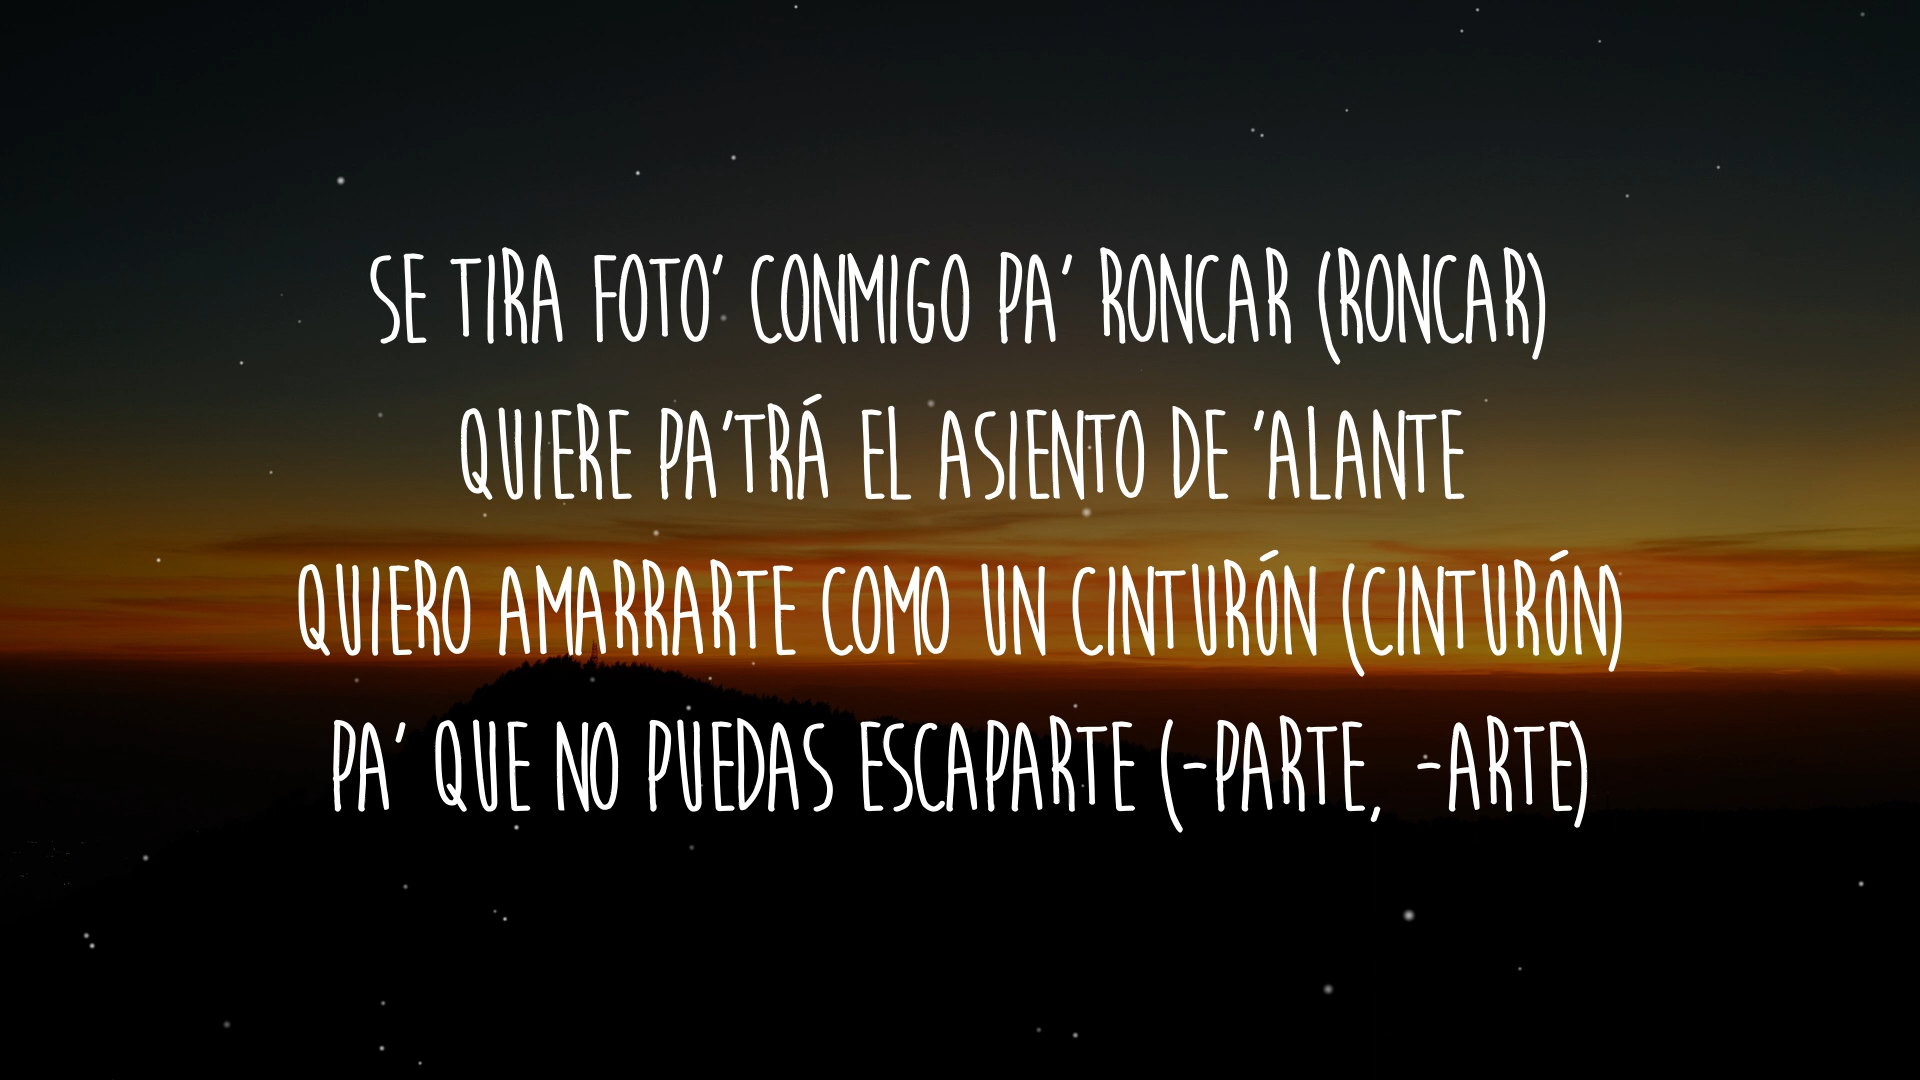 SE TIRA FOTO' CONMIGO PA' RONCAR (RONCAR)
QUIERE PA'TRÁ EL ASIENTO DE 'ALANTE
QUIERO AMARRARTE COMO UN CINTURÓN (CINTURÓN)
PA' QUE NO PUEDAS ESCAPARTE (-PARTE, -ARTE)